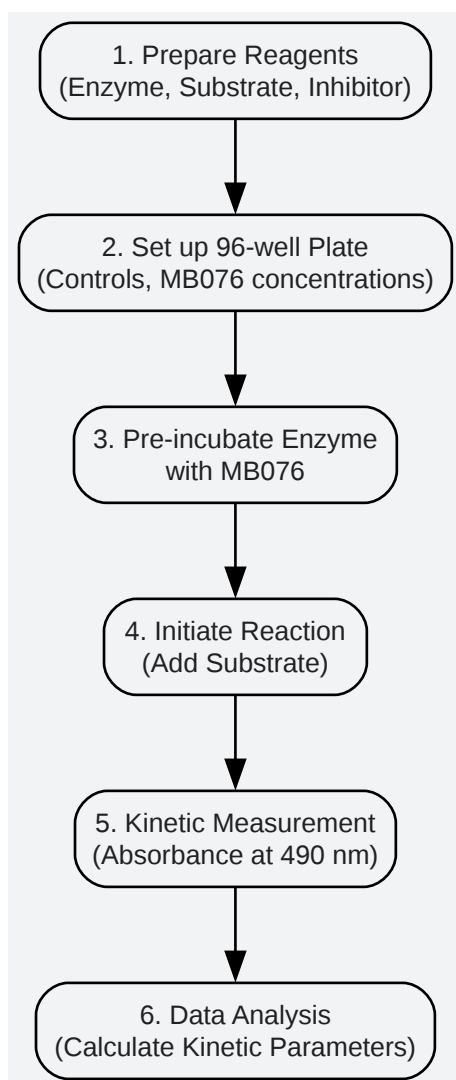 1. Prepare Reagents
(Enzyme, Substrate, Inhibitor)
2. Set up 96-well Plate
(Controls, MB076 concentrations)
3. Pre-incubate Enzyme
with MB076
4. Initiate Reaction
(Add Substrate)
5. Kinetic Measurement
(Absorbance at 490 nm)
6. Data Analysis
(Calculate Kinetic Parameters)